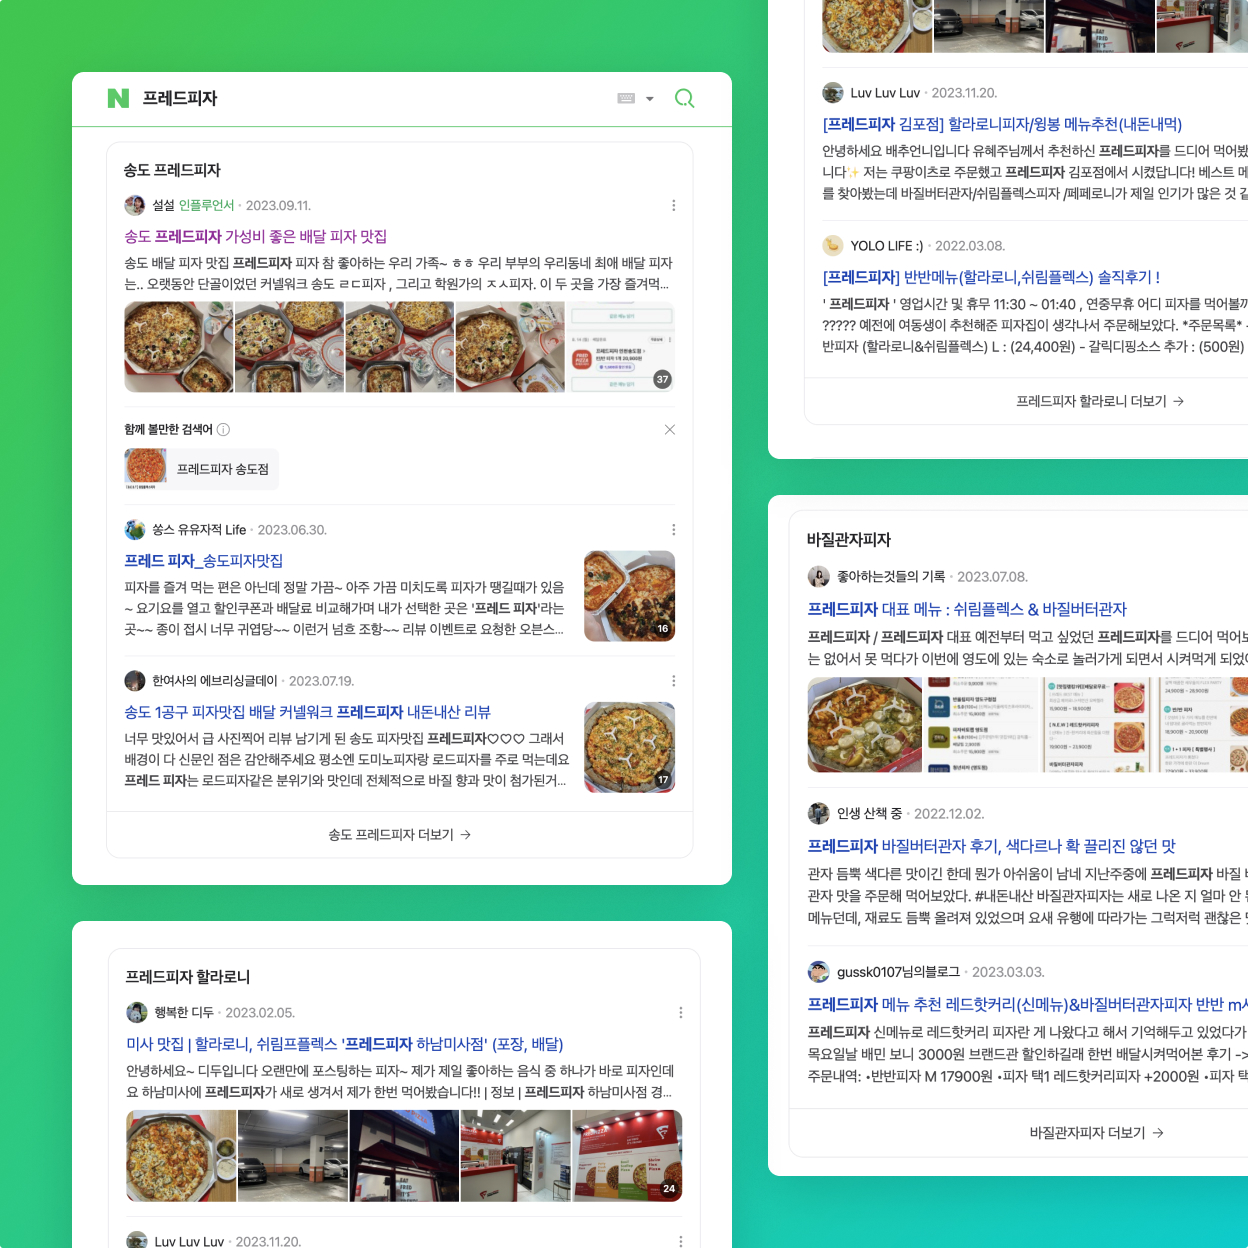 N 프레드피자
송도 프레드피자
설설 인플루언서 · 2023.09.11.
송도 프레드피자 가성비 좋은 배달 피자 맛집
송도 배달 피자 맛집 프레드피자 피자 참 좋아하는 우리 가족~ ㅎㅎ 우리 부부의 우리동네 최애 배달 피자
는.. 오랫동안 단골이었던 커넬워크 송도 ㄹㄷ피자 , 그리고 학원가의 ㅈㅅ피자. 이 두 곳을 가장 즐겨먹...
37
함께 볼만한 검색어
프레드피자 송도점
쏭스 유유자적 Life · 2023.06.30.
프레드 피자_송도피자맛집
피자를 즐겨 먹는 편은 아닌데 정말 가끔~ 아주 가끔 미치도록 피자가 땡길때가 있음
~ 요기요를 열고 할인쿠폰과 배달료 비교해가며 내가 선택한 곳은 '프레드 피자'라는
곳~~ 종이 접시 너무 귀엽당~~ 이런거 넘흐 조항~~ 리뷰 이벤트로 요청한 오븐스...
16
한여사의 에브리싱글데이 · 2023.07.19.
송도 1공구 피자맛집 배달 커넬워크 프레드피자 내돈내산 리뷰
너무 맛있어서 급 사진찍어 리뷰 남기게 된 송도 피자맛집 프레드피자♡♡♡ 그래서
배경이 다 신문인 점은 감안해주세요 평소엔 도미노피자랑 로드피자를 주로 먹는데요
프레드 피자는 로드피자같은 분위기와 맛인데 전체적으로 바질 향과 맛이 첨가된거...
17
송도 프레드피자 더보기 →
프레드피자 할라로니
행복한 디두 · 2023.02.05.
미사 맛집 | 할라로니, 쉬림프플렉스 '프레드피자 하남미사점' (포장, 배달)
안녕하세요~ 디두입니다 오랜만에 포스팅하는 피자~ 제가 제일 좋아하는 음식 중 하나가 바로 피자인데
요 하남미사에 프레드피자가 새로 생겨서 제가 한번 먹어봤습니다!! | 정보 | 프레드피자 하남미사점 경...
24
Luv Luv Luv · 2023.11.20.
Luv Luv Luv · 2023.11.20.
[프레드피자 김포점] 할라로니피자/윙봉 메뉴추천(내돈내먹)
안녕하세요 배추언니입니다 유혜주님께서 추천하신 프레드피자를 드디어 먹어봤
니다✨ 저는 쿠팡이츠로 주문했고 프레드피자 김포점에서 시켰답니다! 베스트 메
를 찾아봤는데 바질버터관자/쉬림플렉스피자 /페페로니가 제일 인기가 많은 것 같
YOLO LIFE :) · 2022.03.08.
[프레드피자] 반반메뉴(할라로니,쉬림플렉스) 솔직후기 !
' 프레드피자 ' 영업시간 및 휴무 11:30 ~ 01:40 , 연중무휴 어디 피자를 먹어볼까
????? 예전에 여동생이 추천해준 피자집이 생각나서 주문해보았다. *주문목록* -
반피자 (할라로니&쉬림플렉스) L : (24,400원) - 갈릭디핑소스 추가 : (500원)
프레드피자 할라로니 더보기 →
바질관자피자
좋아하는것들의 기록 · 2023.07.08.
프레드피자 대표 메뉴 : 쉬림플렉스 & 바질버터관자
프레드피자 / 프레드피자 대표 예전부터 먹고 싶었던 프레드피자를 드디어 먹어보
는 없어서 못 먹다가 이번에 영도에 있는 숙소로 놀러가게 되면서 시켜먹게 되었어
인생 산책 중 · 2022.12.02.
프레드피자 바질버터관자 후기, 색다르나 확 끌리진 않던 맛
관자 듬뿍 색다른 맛이긴 한데 뭔가 아쉬움이 남네 지난주중에 프레드피자 바질 버
관자 맛을 주문해 먹어보았다. #내돈내산 바질관자피자는 새로 나온 지 얼마 안 된
메뉴던데, 재료도 듬뿍 올려져 있었으며 요새 유행에 따라가는 그럭저럭 괜찮은 맛
gussk0107님의블로그 · 2023.03.03.
프레드피자 메뉴 추천 레드핫커리(신메뉴)&바질버터관자피자 반반 m사
프레드피자 신메뉴로 레드핫커리 피자란 게 나왔다고 해서 기억해두고 있었다가
목요일날 배민 보니 3000원 브랜드관 할인하길래 한번 배달시켜먹어본 후기 ->
주문내역: •반반피자 M 17900원 •피자 택1 레드핫커리피자 +2000원 •피자 택
바질관자피자 더보기 →